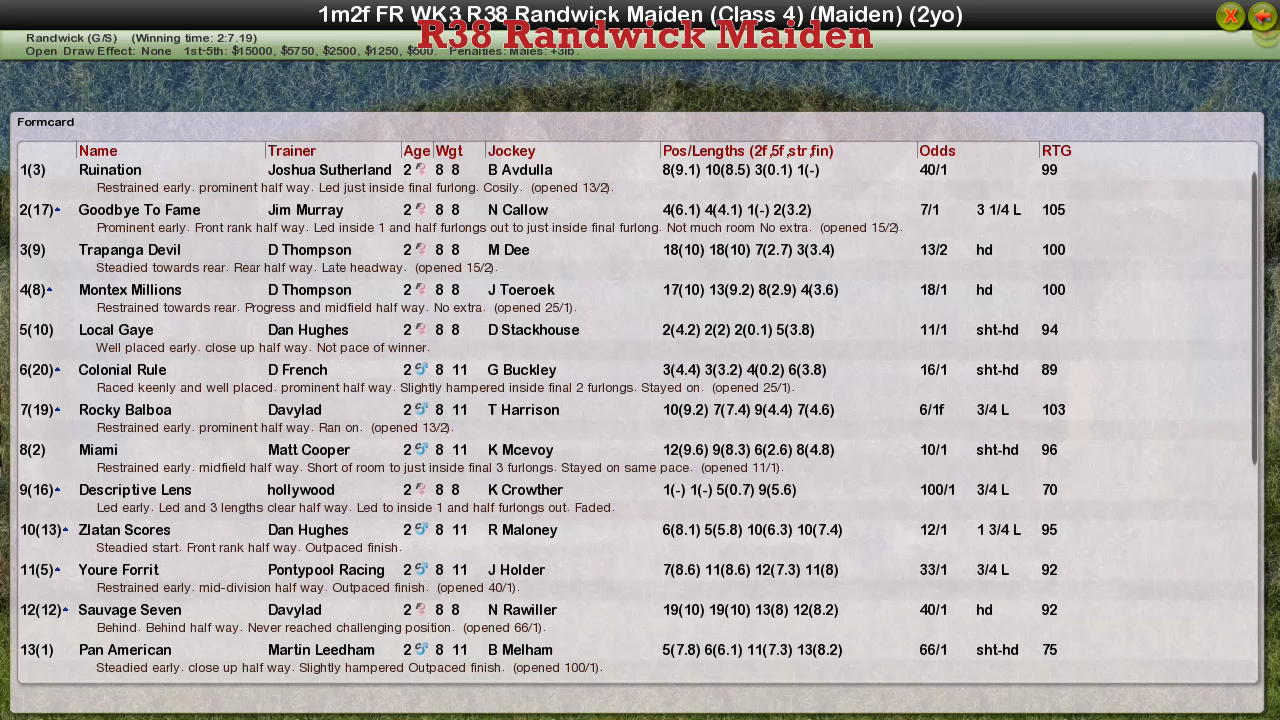 1m2f FR WK3 R38 Randwick Maiden (Class 4) (Maiden) (2yo)
R38 Randwick Maiden
Randwick (G/S) (Winning time: 2:7.19)
Open Draw Effect: None 1st-5th: $15000, $5750, $2500, $1250, $500. Penalties: Males: +3lb.
Formcard
Name Trainer Age Wgt Jockey Pos/Lengths (2f,5f,str,fin) Odds RTG
1(3) Ruination Joshua Sutherland 2 8 8 B Avdulla 8(9.1) 10(8.5) 3(0.1) 1(-) 40/1 99
Restrained early. prominent half way. Led just inside final furlong. Cosily. (opened 13/2).
2(17) Goodbye To Fame Jim Murray 2 8 8 N Callow 4(6.1) 4(4.1) 1(-) 2(3.2) 7/1 3 1/4 L 105
Prominent early. Front rank half way. Led inside 1 and half furlongs out to just inside final furlong. Not much room No extra. (opened 15/2).
3(9) Trapanga Devil D Thompson 2 8 8 M Dee 18(10) 18(10) 7(2.7) 3(3.4) 13/2 hd 100
Steadied towards rear. Rear half way. Late headway. (opened 15/2).
4(8) Montex Millions D Thompson 2 8 8 J Toeroek 17(10) 13(9.2) 8(2.9) 4(3.6) 18/1 hd 100
Restrained towards rear. Progress and midfield half way. No extra. (opened 25/1).
5(10) Local Gaye Dan Hughes 2 8 8 D Stackhouse 2(4.2) 2(2) 2(0.1) 5(3.8) 11/1 sht-hd 94
Well placed early. close up half way. Not pace of winner.
6(20) Colonial Rule D French 2 8 11 G Buckley 3(4.4) 3(3.2) 4(0.2) 6(3.8) 16/1 sht-hd 89
Raced keenly and well placed. prominent half way. Slightly hampered inside final 2 furlongs. Stayed on. (opened 25/1).
7(19) Rocky Balboa Davylad 2 8 11 T Harrison 10(9.2) 7(7.4) 9(4.4) 7(4.6) 6/1f 3/4 L 103
Restrained early. prominent half way. Ran on. (opened 13/2).
8(2) Miami Matt Cooper 2 8 11 K Mcevoy 12(9.6) 9(8.3) 6(2.6) 8(4.8) 10/1 sht-hd 96
Restrained early. midfield half way. Short of room to just inside final 3 furlongs. Stayed on same pace. (opened 11/1).
9(16) Descriptive Lens hollywood 2 8 8 K Crowther 1(-) 1(-) 5(0.7) 9(5.6) 100/1 3/4 L 70
Led early. Led and 3 lengths clear half way. Led to inside 1 and half furlongs out. Faded.
10(13) Zlatan Scores Dan Hughes 2 8 11 R Maloney 6(8.1) 5(5.8) 10(6.3) 10(7.4) 12/1 1 3/4 L 95
Steadied start. Front rank half way. Outpaced finish.
11(5) Youre Forrit Pontypool Racing 2 8 11 J Holder 7(8.6) 11(8.6) 12(7.3) 11(8) 33/1 3/4 L 92
Restrained early. mid-division half way. Outpaced finish. (opened 40/1).
12(12) Sauvage Seven Davylad 2 8 8 N Rawiller 19(10) 19(10) 13(8) 12(8.2) 40/1 hd 92
Behind. Behind half way. Never reached challenging position. (opened 66/1).
13(1) Pan American Martin Leedham 2 8 11 B Melham 5(7.8) 6(6.1) 11(7.3) 13(8.2) 66/1 sht-hd 75
Steadied early. close up half way. Slightly hampered Outpaced finish. (opened 100/1).